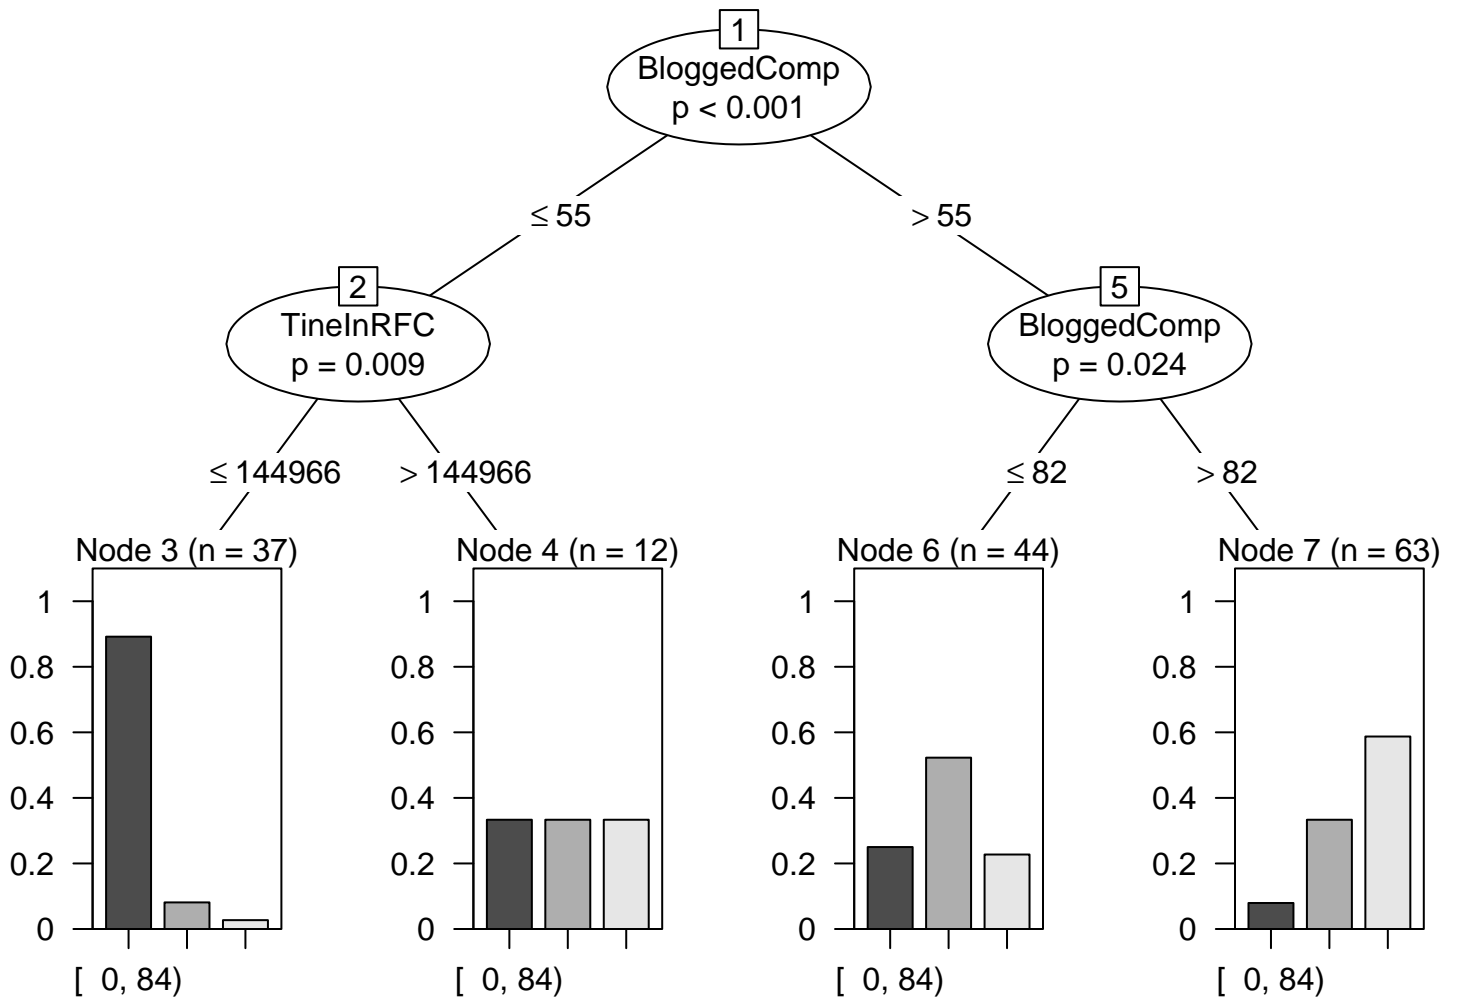 1
BloggedComp
p < 0.001
≤ 55
> 55
2
TineInRFC
p = 0.009
5
BloggedComp
p = 0.024
≤ 144966
> 144966
≤ 82
> 82
Node 3 (n = 37)
1
0.8
0.6
0.4
0.2
0
[  0, 84)
Node 4 (n = 12)
1
0.8
0.6
0.4
0.2
0
[  0, 84)
Node 6 (n = 44)
1
0.8
0.6
0.4
0.2
0
[  0, 84)
Node 7 (n = 63)
1
0.8
0.6
0.4
0.2
0
[  0, 84)